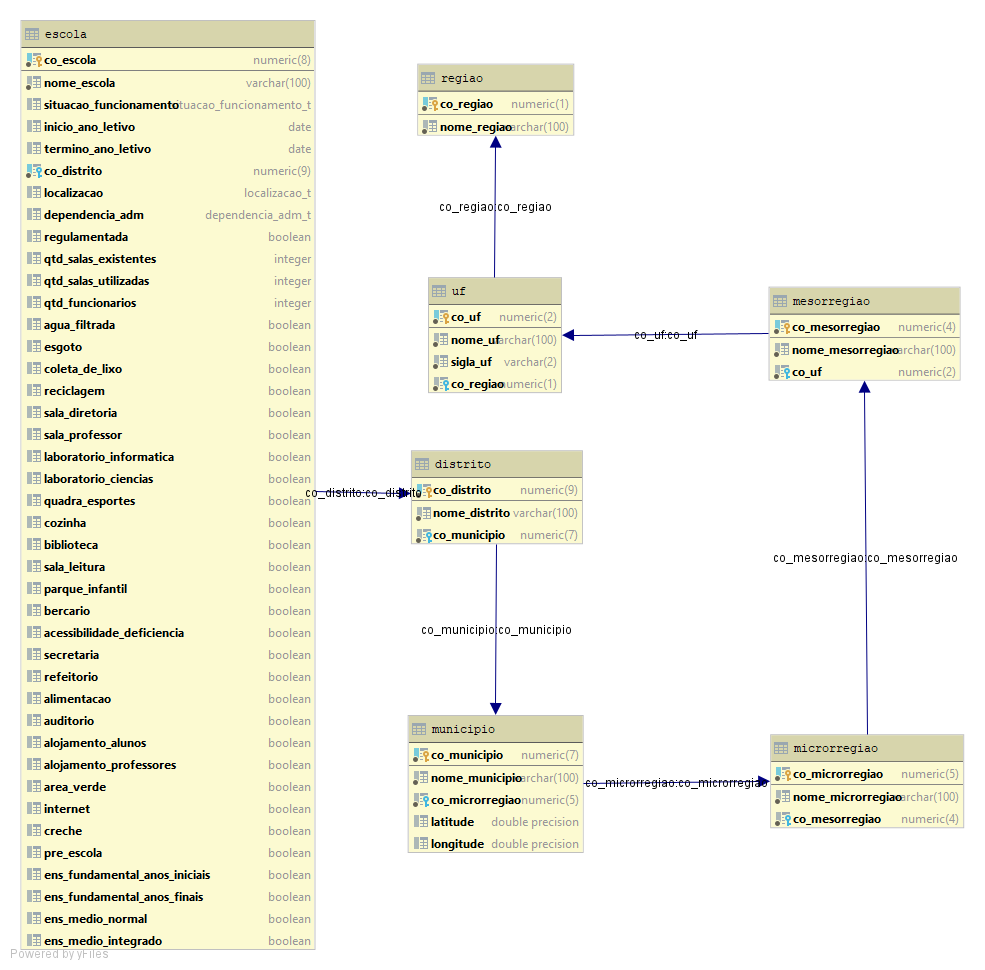 escola
co_escola numeric(8)
nome_escola varchar(100)
situacao_funcionamento tuacao_funcionamento_t
inicio_ano_letivo date
termino_ano_letivo date
co_distrito numeric(9)
localizacao localizacao_t
dependencia_adm dependencia_adm_t
regulamentada boolean
qtd_salas_existentes integer
qtd_salas_utilizadas integer
qtd_funcionarios integer
agua_filtrada boolean
esgoto boolean
coleta_de_lixo boolean
reciclagem boolean
sala_diretoria boolean
sala_professor boolean
laboratorio_informatica boolean
laboratorio_ciencias boolean
quadra_esportes boolean
cozinha boolean
biblioteca boolean
sala_leitura boolean
parque_infantil boolean
bercario boolean
acessibilidade_deficiencia boolean
secretaria boolean
refeitorio boolean
alimentacao boolean
auditorio boolean
alojamento_alunos boolean
alojamento_professores boolean
area_verde boolean
internet boolean
creche boolean
pre_escola boolean
ens_fundamental_anos_iniciais boolean
ens_fundamental_anos_finais boolean
ens_medio_normal boolean
ens_medio_integrado boolean
regiao
co_regiao numeric(1)
nome_regiao varchar(100)
co_regiao:co_regiao
uf
co_uf numeric(2)
nome_uf varchar(100)
sigla_uf varchar(2)
co_regiao numeric(1)
co_uf:co_uf
mesorregiao
co_mesorregiao numeric(4)
nome_mesorregiao varchar(100)
co_uf numeric(2)
co_distrito:co_distrito
distrito
co_distrito numeric(9)
nome_distrito varchar(100)
co_municipio numeric(7)
co_mesorregiao:co_mesorregiao
co_municipio:co_municipio
municipio
co_municipio numeric(7)
nome_municipio varchar(100)
co_microrregiao numeric(5)
latitude double precision
longitude double precision
co_microrregiao:co_microrregiao
microrregiao
co_microrregiao numeric(5)
nome_microrregiao varchar(100)
co_mesorregiao numeric(4)
Powered by yFiles